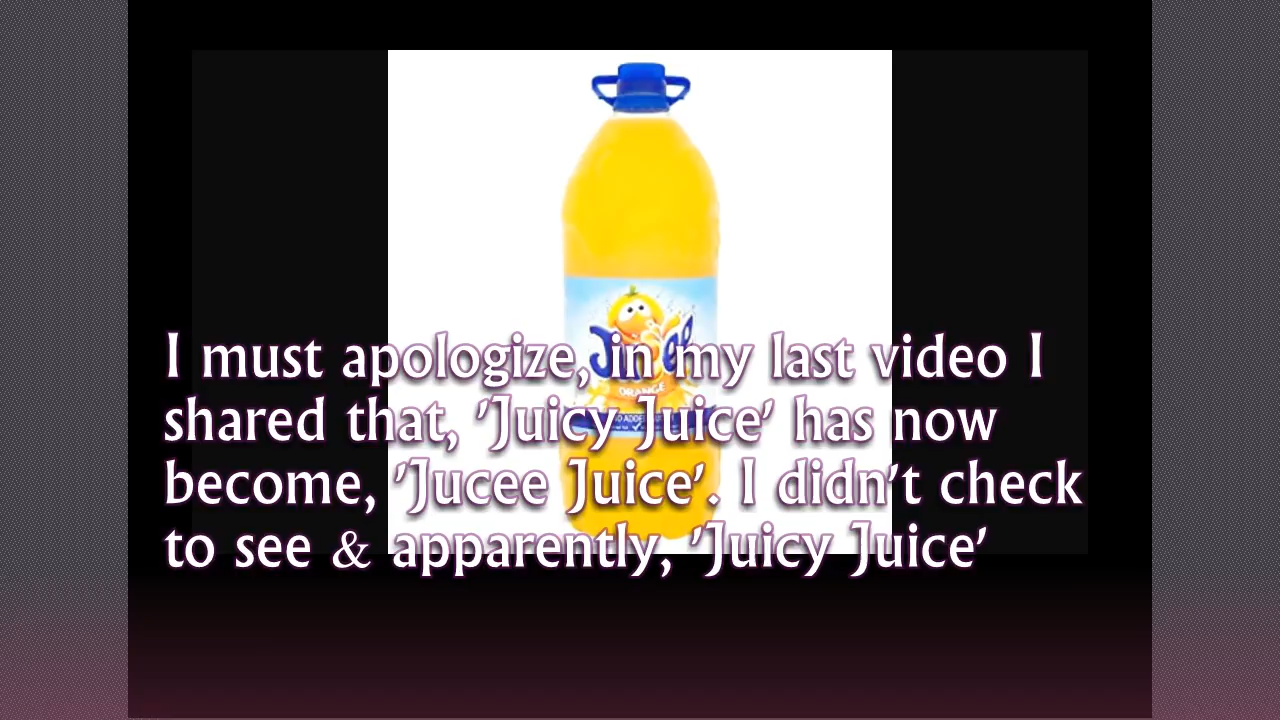 I must apologize, in my last video I
shared that, 'Juicy Juice' has now
become, 'Jucee Juice'. I didn't check
to see & apparently, 'Juicy Juice'
ORANGE